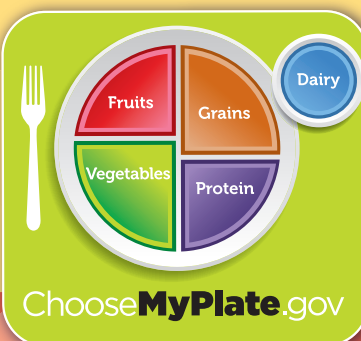 Fruits
Grains
Dairy
Vegetables
Protein
ChooseMyPlate.gov